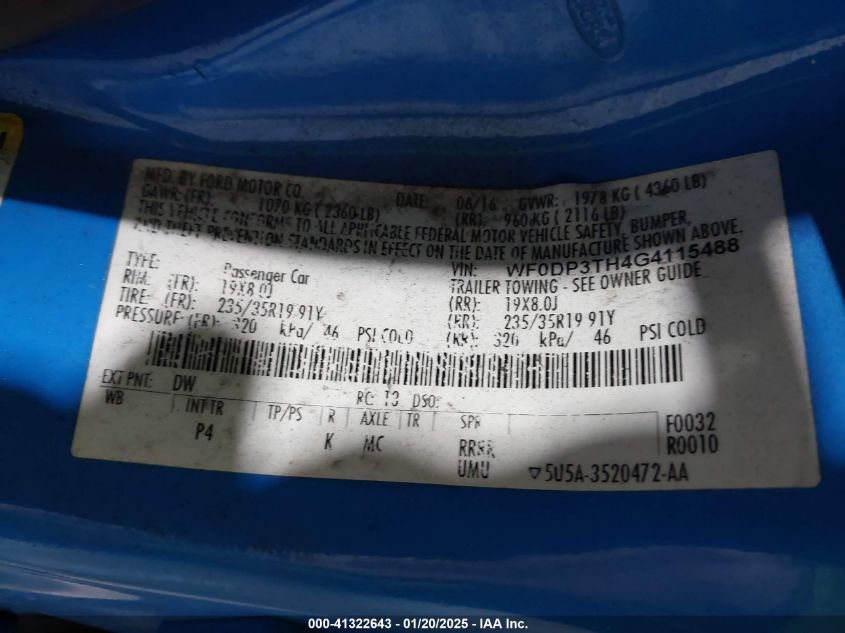 Ford
MFD. BY FORD MOTOR CO. DATE: 06/16 GVWR: 1978 KG ( 4360 LB)
GAWR: (FR): 1070 KG ( 2360 LB) (RR): 960 KG ( 2116 LB)
THIS VEHICLE CONFORMS TO ALL APPLICABLE FEDERAL MOTOR VEHICLE SAFETY, BUMPER,
AND THEFT PREVENTION STANDARDS IN EFFECT ON THE DATE OF MANUFACTURE SHOWN ABOVE.
VIN: WF0DP3TH4G4115488
TYPE: Passenger Car TRAILER TOWING - SEE OWNER GUIDE
RIM: (FR): 19X8.0J (RR): 19X8.0J
TIRE: (FR): 235/35R19 91Y (RR): 235/35R19 91Y
PRESSURE: (FR): 320 kPa/ 46 PSI COLD (RR): 320 kPa/ 46 PSI COLD
EXT PNT: DW RC: 13 DSO:
WB INT TR TP/PS R AXLE TR SPR F0032
P4 K MC RR%R R0010
UMU ▽5U5A-3520472-AA
000-41322643 / 01/20/2025 - IAA Inc.